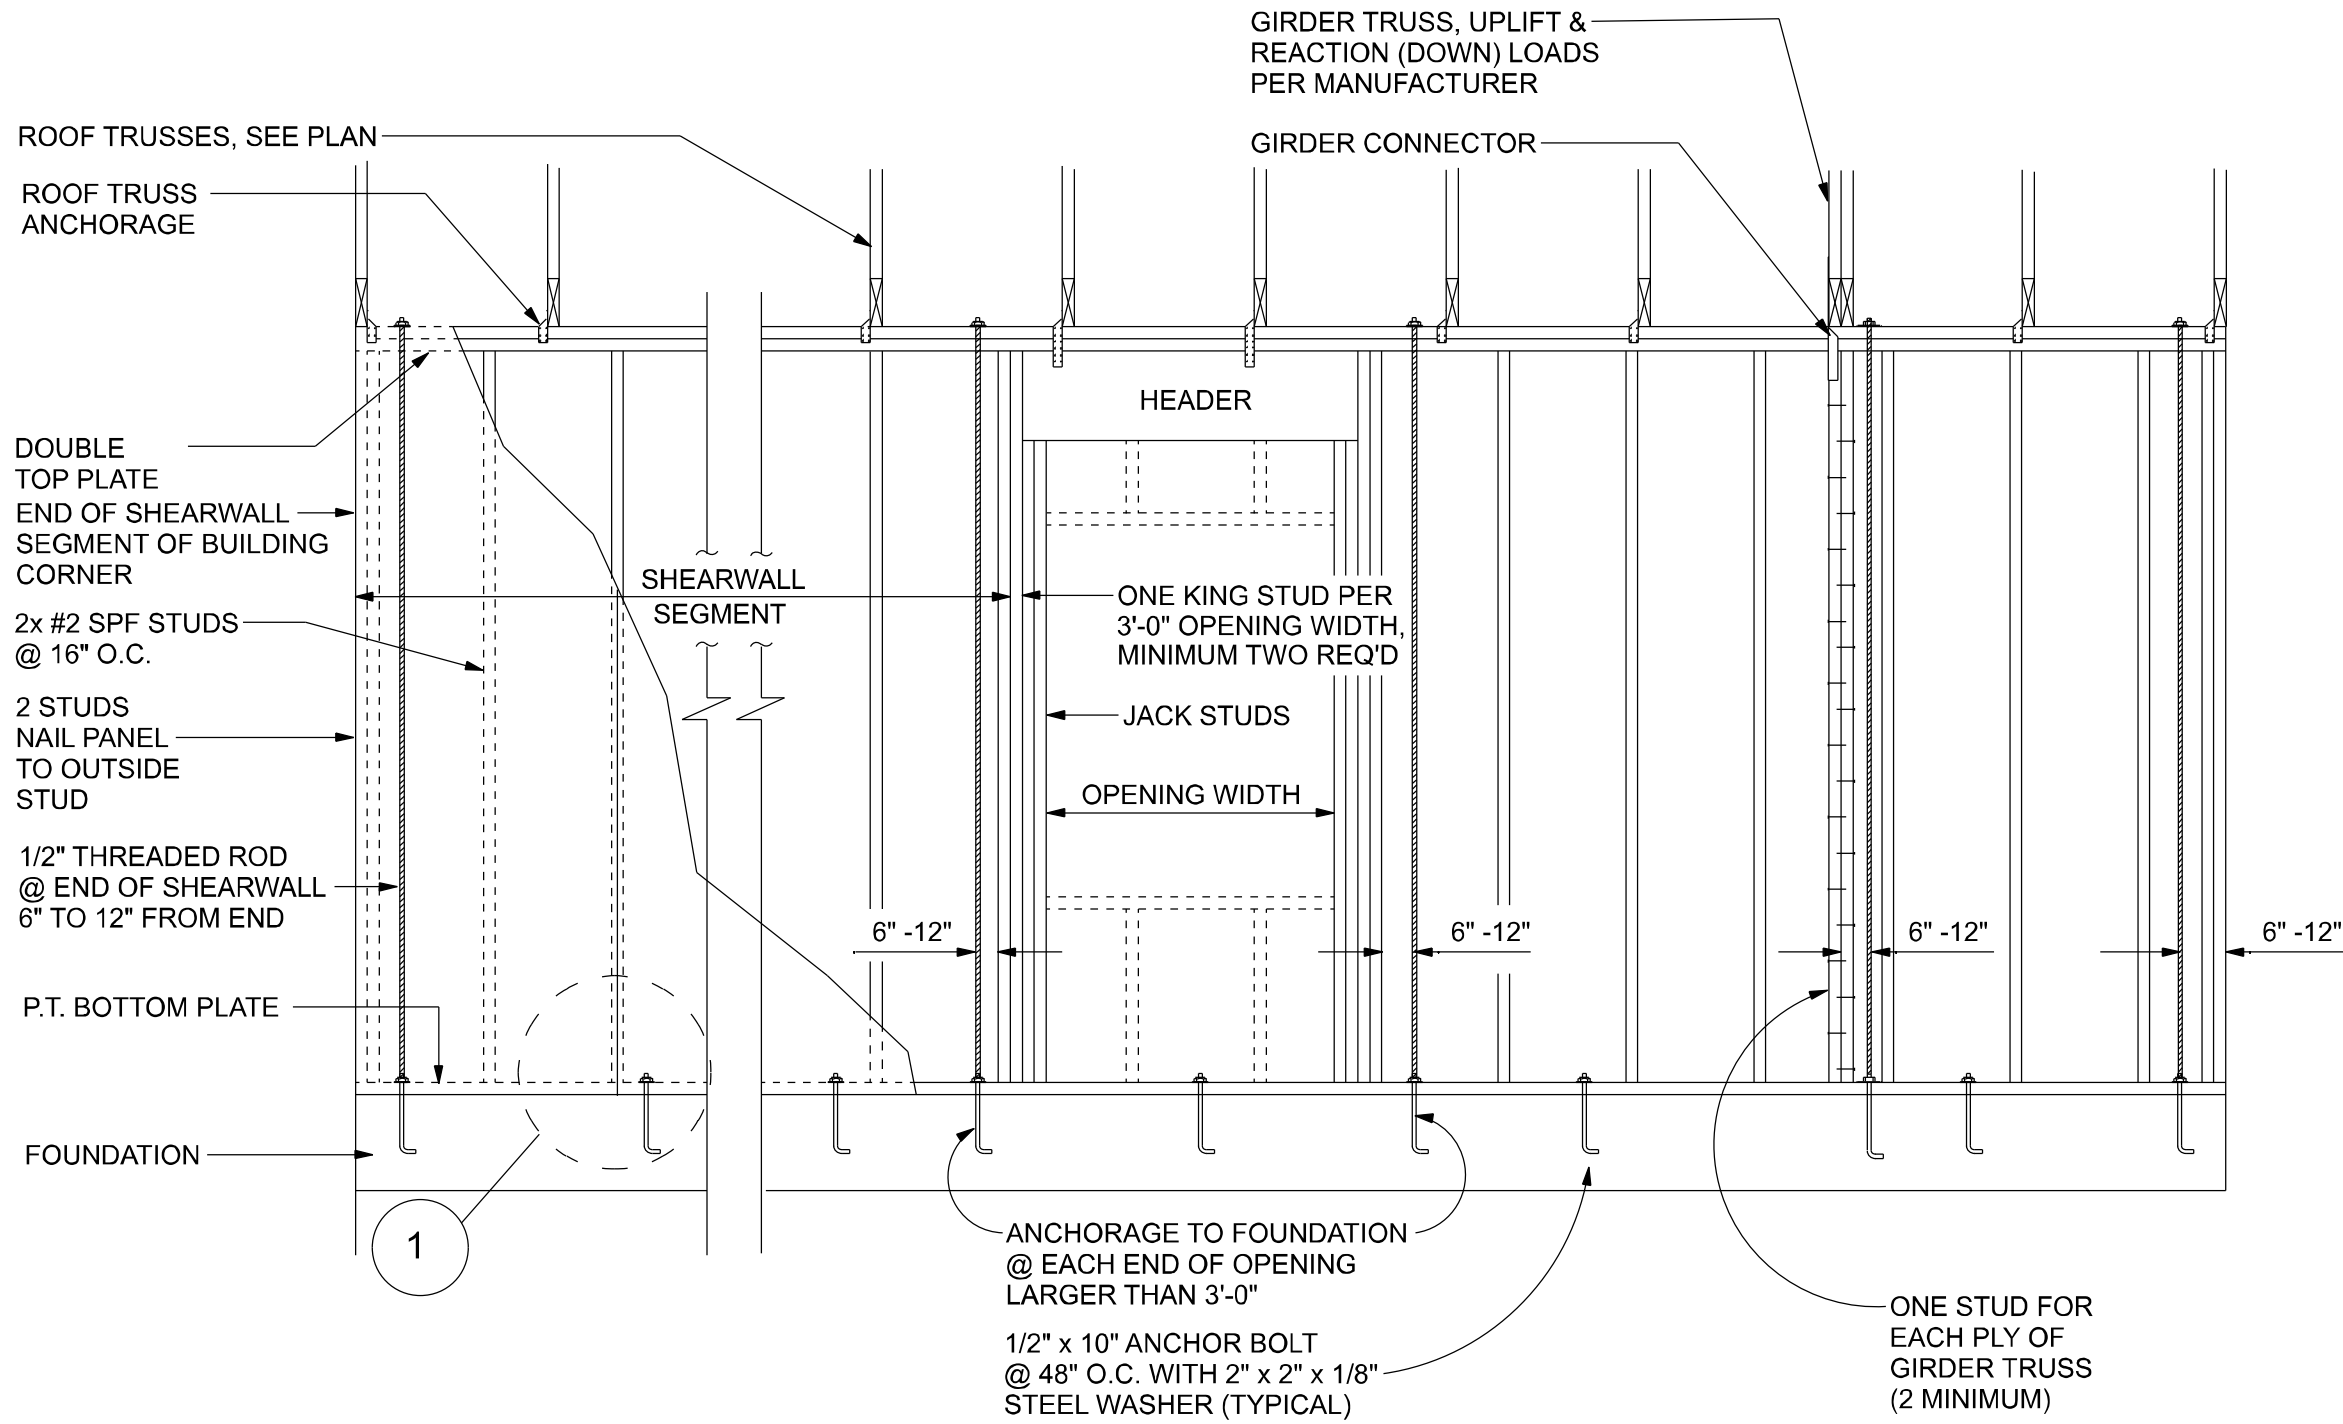 GIRDER TRUSS, UPLIFT &
REACTION (DOWN) LOADS
PER MANUFACTURER
ROOF TRUSSES, SEE PLAN
GIRDER CONNECTOR
ROOF TRUSS
ANCHORAGE
HEADER
DOUBLE
TOP PLATE
END OF SHEARWALL
SEGMENT OF BUILDING
CORNER
SHEARWALL
SEGMENT
ONE KING STUD PER
3'-0" OPENING WIDTH,
MINIMUM TWO REQ'D
2x #2 SPF STUDS
@ 16" O.C.
2 STUDS
NAIL PANEL
TO OUTSIDE
STUD
JACK STUDS
OPENING WIDTH
1/2" THREADED ROD
@ END OF SHEARWALL
6" TO 12" FROM END
6" -12"
6" -12"
6" -12"
6" -12"
P.T. BOTTOM PLATE
FOUNDATION
1
ANCHORAGE TO FOUNDATION
@ EACH END OF OPENING
LARGER THAN 3'-0"
1/2" x 10" ANCHOR BOLT
@ 48" O.C. WITH 2" x 2" x 1/8"
STEEL WASHER (TYPICAL)
ONE STUD FOR
EACH PLY OF
GIRDER TRUSS
(2 MINIMUM)